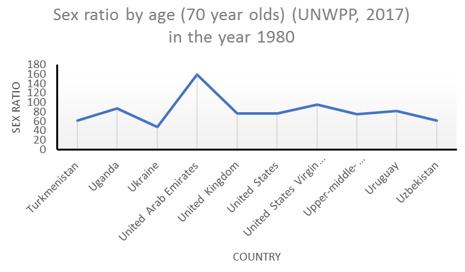 Sex ratio by age (70 year olds) (UNWPP, 2017)
in the year 1980
SEX RATIO
180
160
140
120
100
80
60
40
20
0
Turkmenistan
Uganda
Ukraine
United Arab Emirates
United Kingdom
United States
United States Virgin...
Upper-middle-...
Uruguay
Uzbekistan
COUNTRY